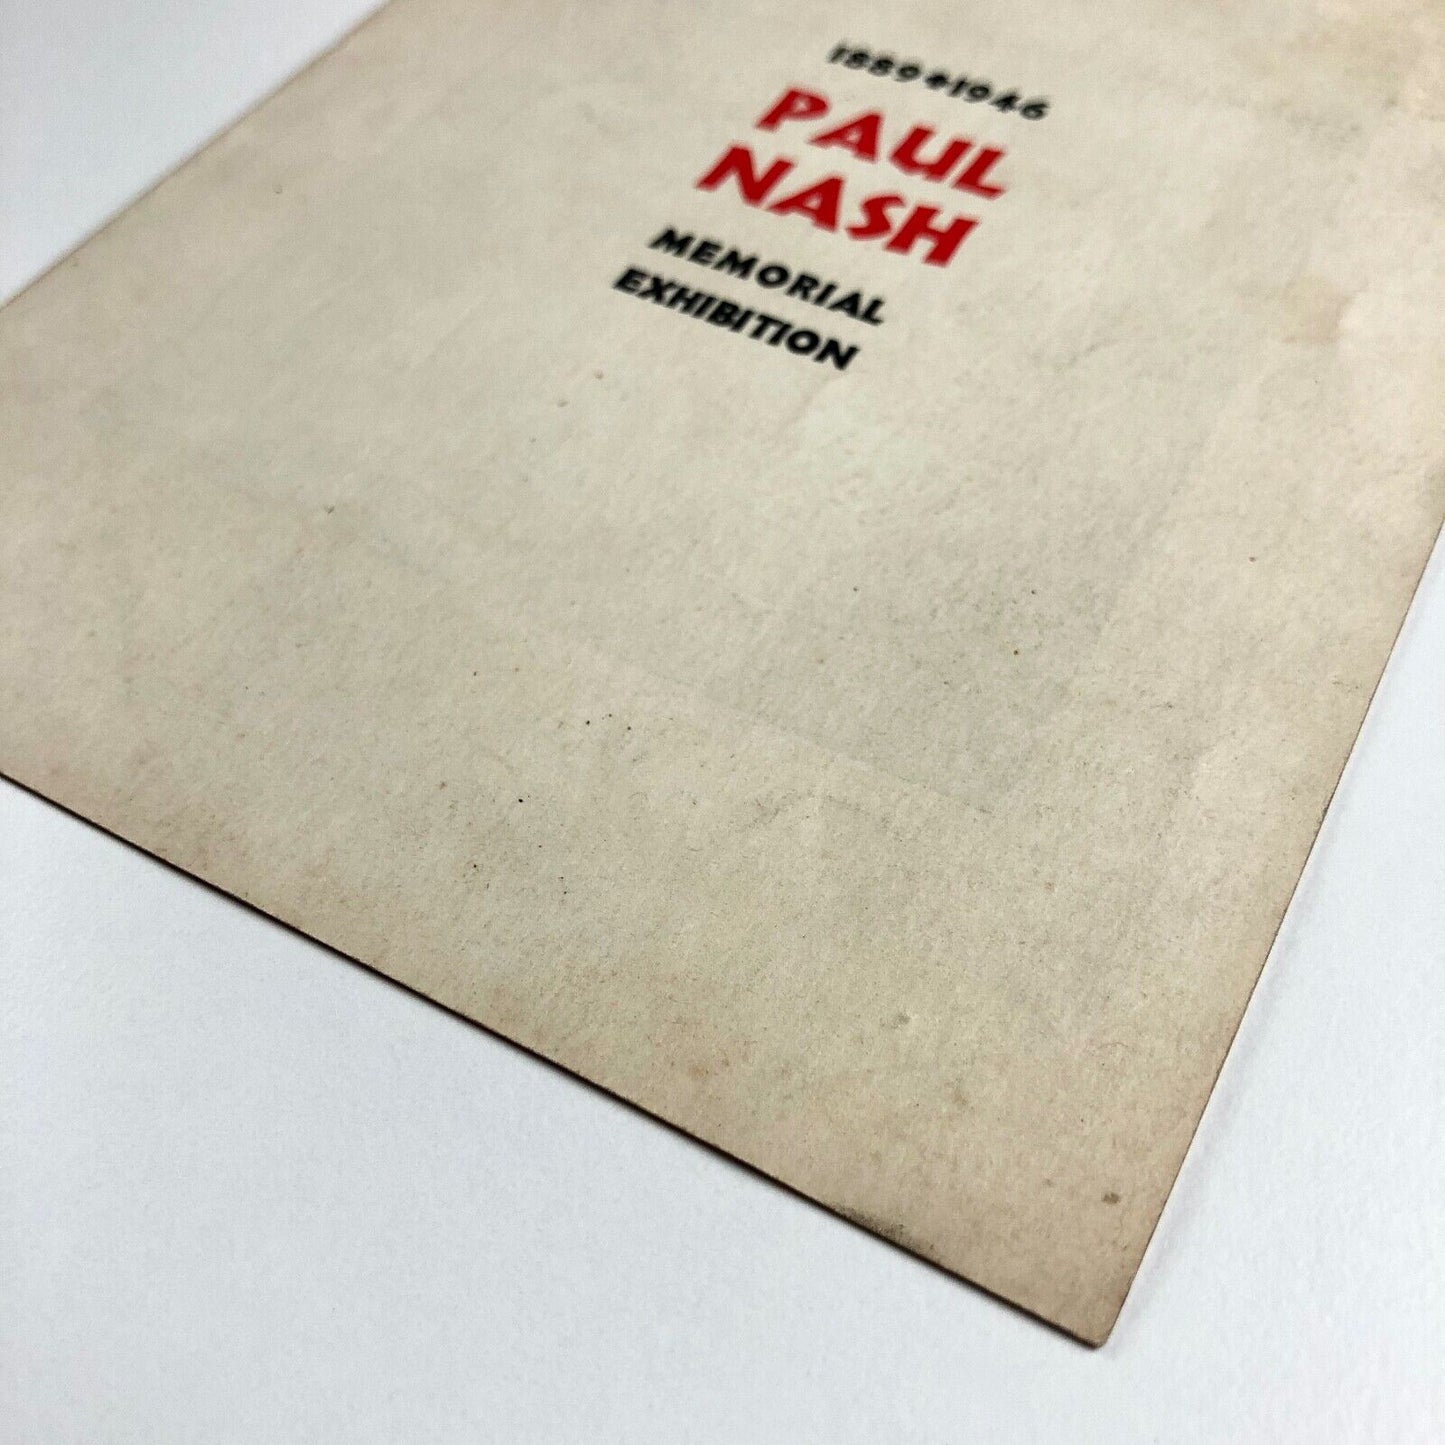 1889•1946
PAUL
NASH
MEMORIAL
EXHIBITION